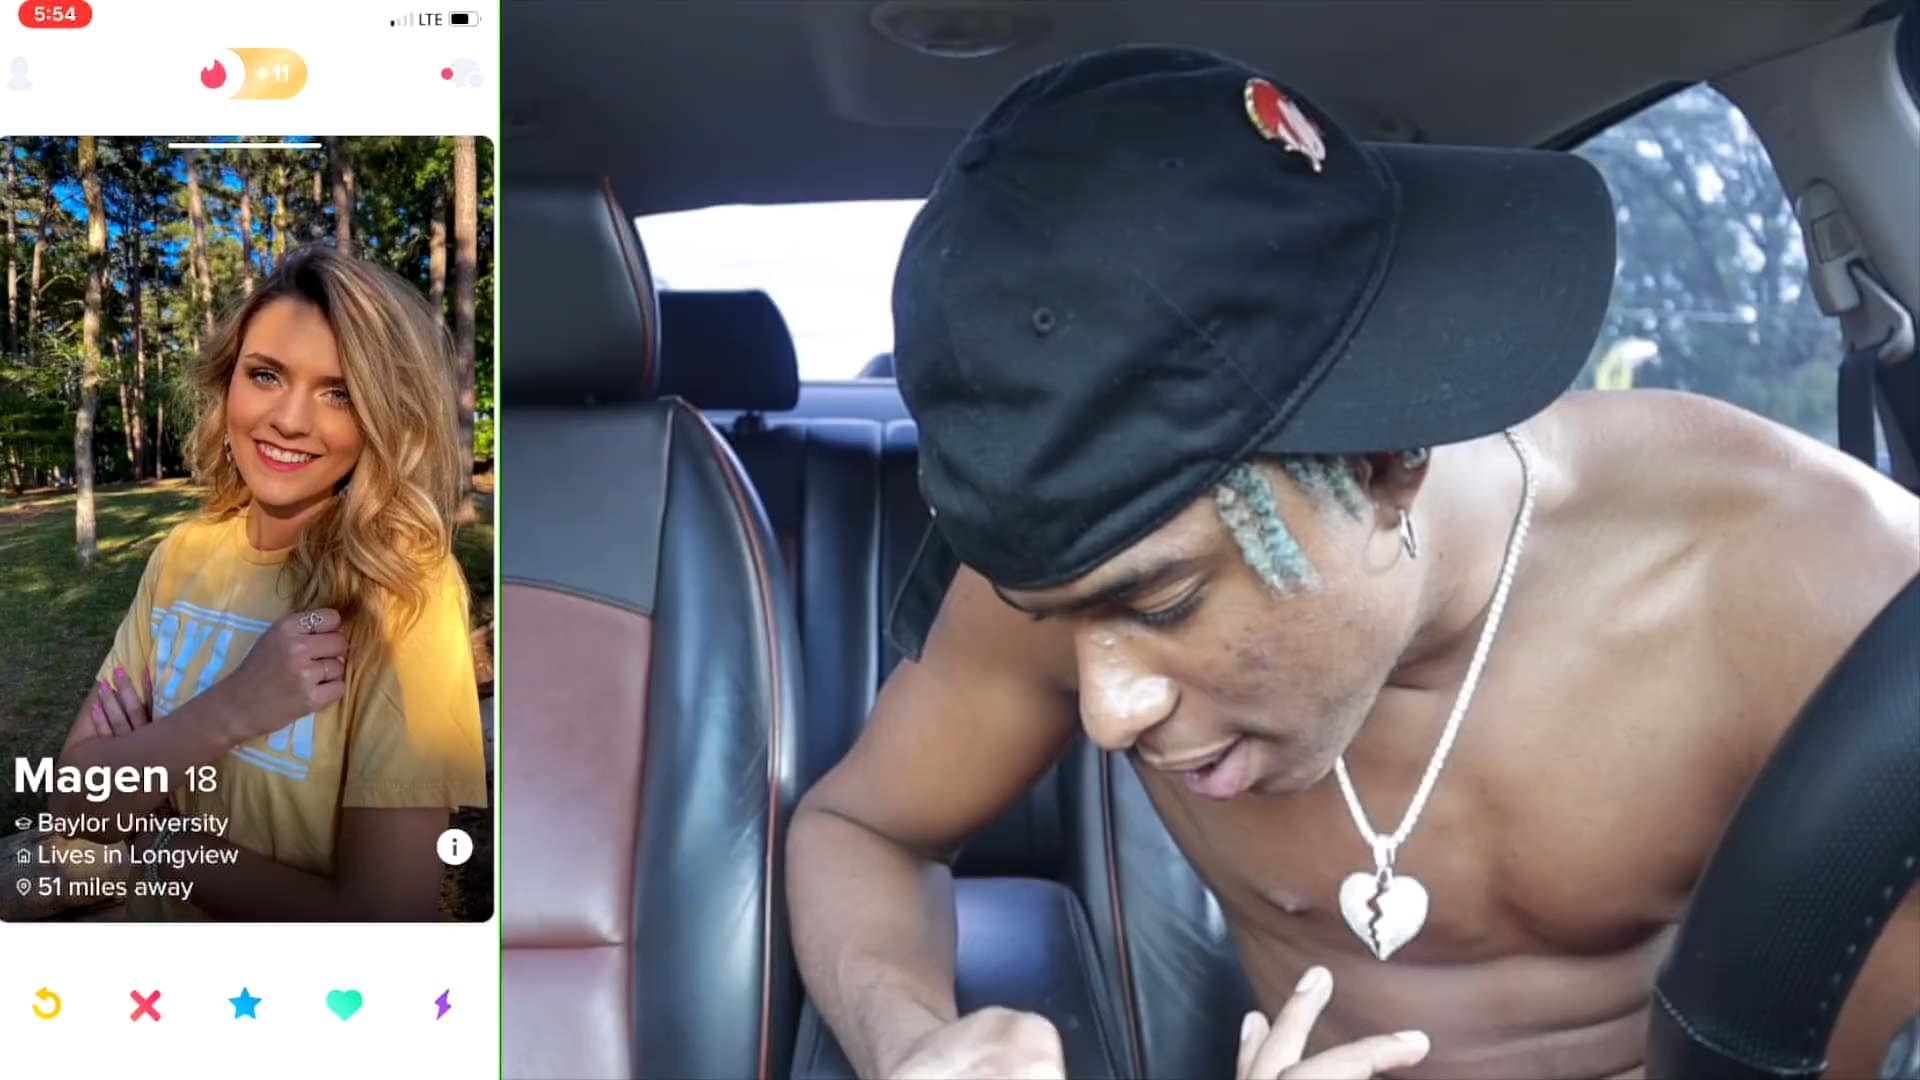 5:54
LTE
+11
Magen 18
Baylor University
Lives in Longview
51 miles away